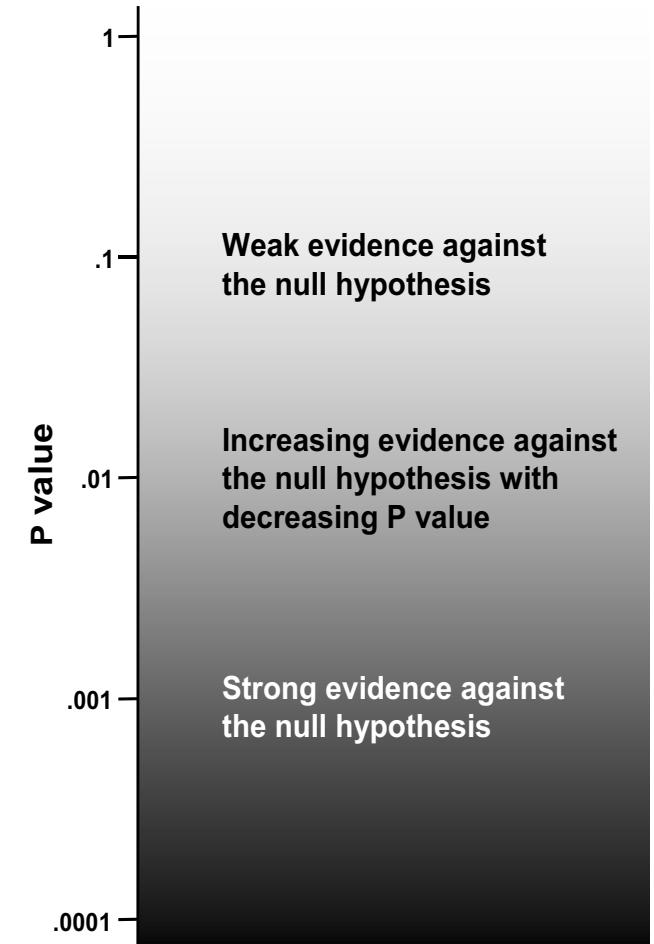 1
.1
Weak evidence against
the null hypothesis
P value
.01
Increasing evidence against
the null hypothesis with
decreasing P value
.001
Strong evidence against
the null hypothesis
.0001